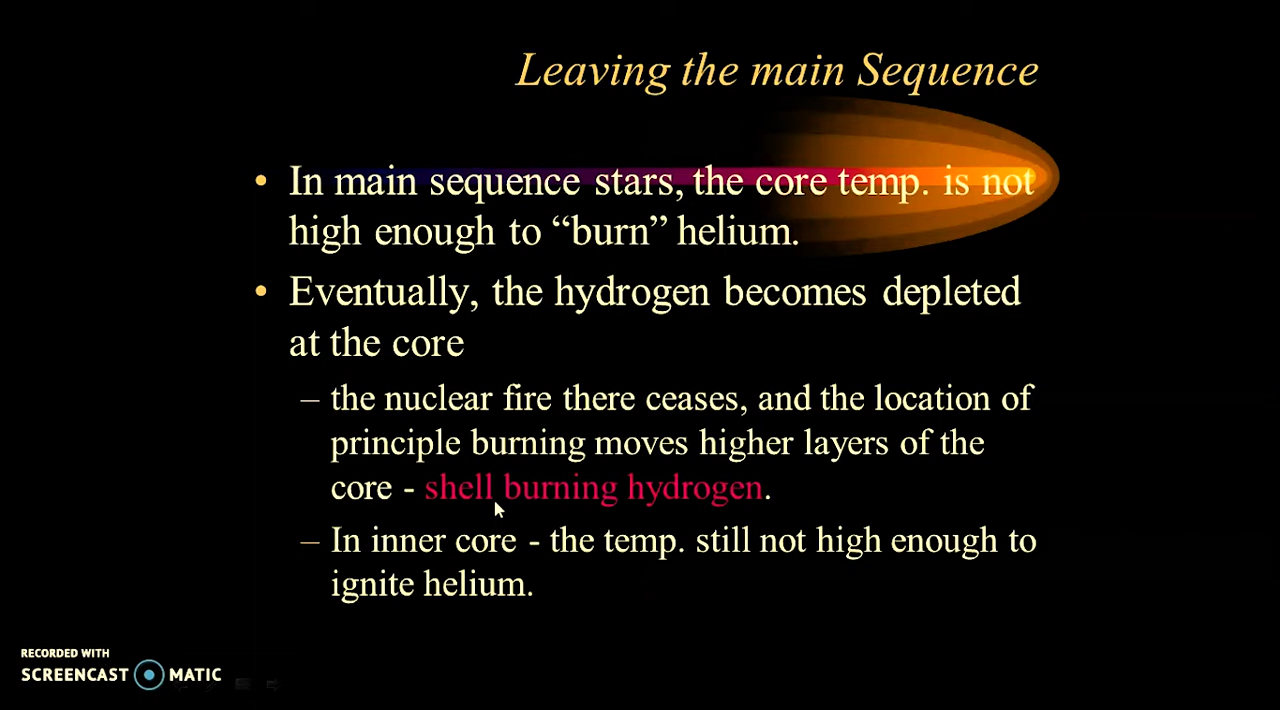 Leaving the main Sequence
• In main sequence stars, the core temp. is not
high enough to “burn” helium.
• Eventually, the hydrogen becomes depleted
at the core
– the nuclear fire there ceases, and the location of
principle burning moves higher layers of the
core - shell burning hydrogen.
– In inner core - the temp. still not high enough to
ignite helium.
RECORDED WITH
SCREENCAST MATIC